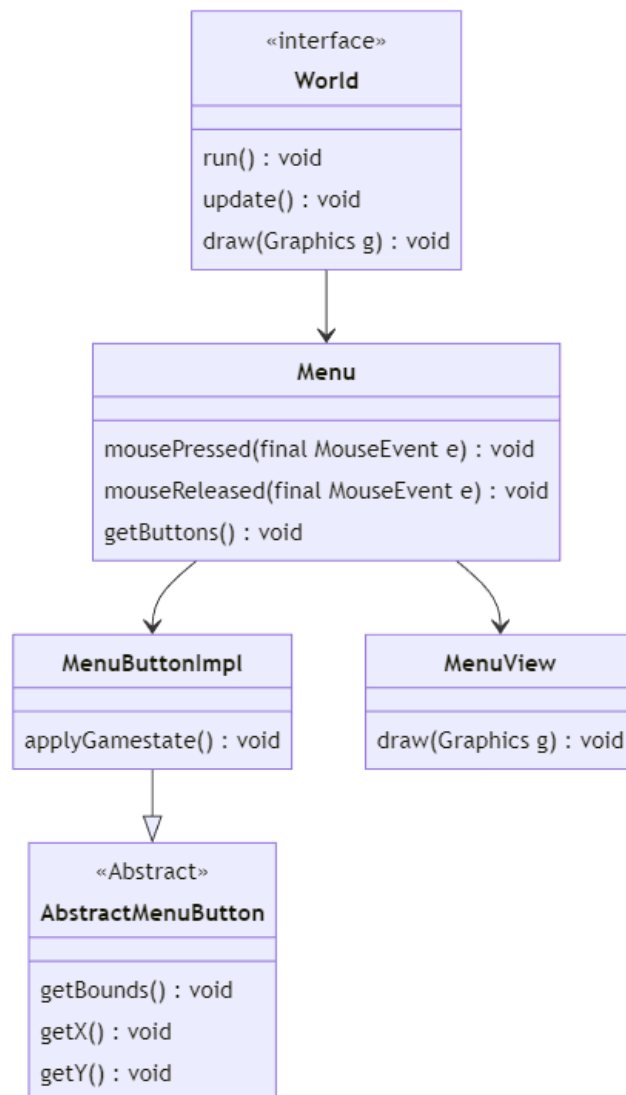 «interface»
World
run() : void
update() : void
draw(Graphics g) : void
Menu
mousePressed(final MouseEvent e) : void
mouseReleased(final MouseEvent e) : void
getButtons() : void
MenuButtonImpl
applyGamestate() : void
MenuView
draw(Graphics g) : void
«Abstract»
AbstractMenuButton
getBounds() : void
getX() : void
getY() : void